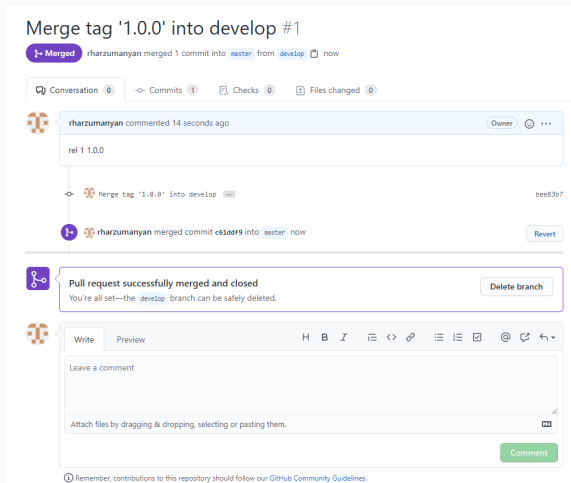 Merge tag '1.0.0' into develop #1
Merged rharzumanyan merged 1 commit into master from develop now
Conversation 0 Commits 1 Checks 0 Files changed 0
rharzumanyan commented 14 seconds ago Owner
rel 1 1.0.0
Merge tag '1.0.0' into develop ... bee83b7
rharzumanyan merged commit c61ddf9 into master now Revert
Pull request successfully merged and closed
You're all set—the develop branch can be safely deleted.
Delete branch
Write Preview H B I
Leave a comment
Attach files by dragging & dropping, selecting or pasting them.
Comment
Remember, contributions to this repository should follow our GitHub Community Guidelines.